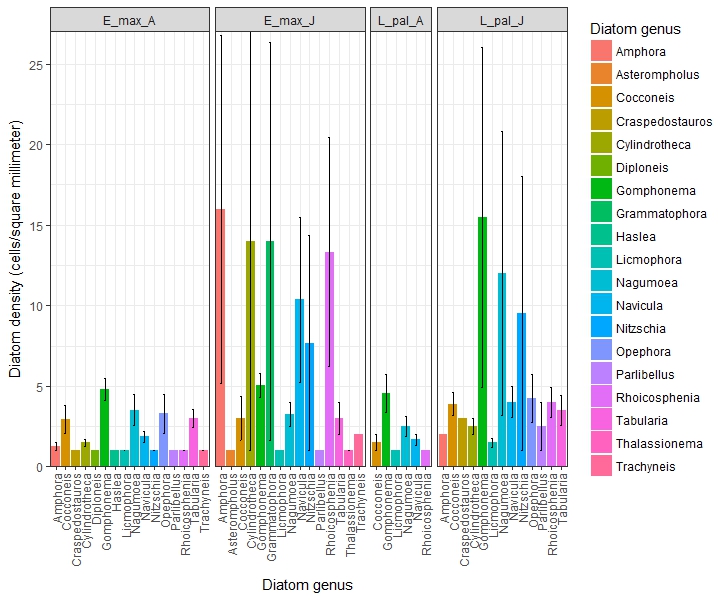 E_max_A
E_max_J
L_pal_A
L_pal_J
Diatom density (cells/square millimeter)
25
20
15
10
5
0
Amphora
Cocconeis
Craspedostauros
Cylindrotheca
Diploneis
Gomphonema
Haslea
Licmophora
Nagumoea
Navicula
Nitzschia
Opephora
Parlibellus
Rhoicosphenia
Tabularia
Trachyneis
Amphora
Asterompholus
Cocconeis
Cylindrotheca
Gomphonema
Grammatophora
Licmophora
Nagumoea
Navicula
Nitzschia
Parlibellus
Rhoicosphenia
Tabularia
Thalassionema
Trachyneis
Cocconeis
Gomphonema
Licmophora
Nagumoea
Navicula
Rhoicosphenia
Amphora
Cocconeis
Craspedostauros
Cylindrotheca
Gomphonema
Licmophora
Nagumoea
Navicula
Nitzschia
Opephora
Parlibellus
Rhoicosphenia
Tabularia
Diatom genus
Diatom genus
Amphora
Asterompholus
Cocconeis
Craspedostauros
Cylindrotheca
Diploneis
Gomphonema
Grammatophora
Haslea
Licmophora
Nagumoea
Navicula
Nitzschia
Opephora
Parlibellus
Rhoicosphenia
Tabularia
Thalassionema
Trachyneis